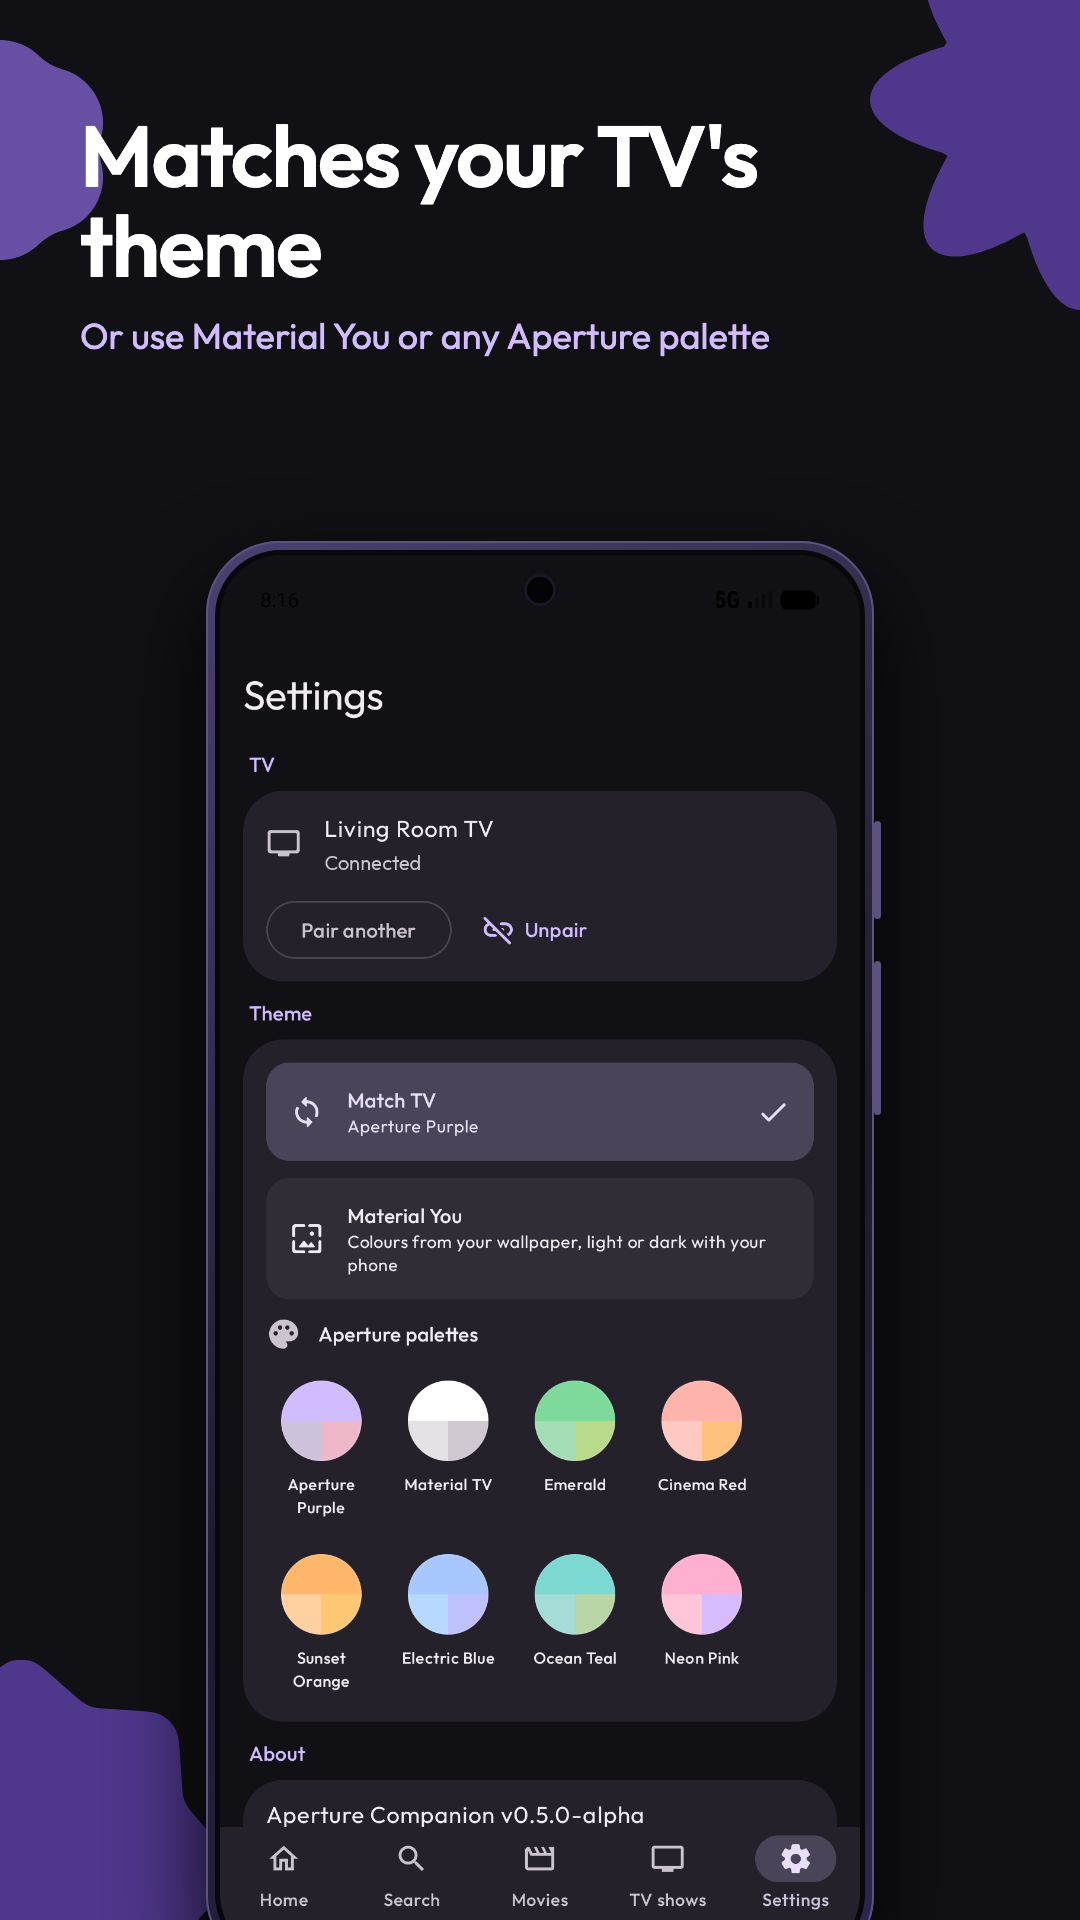 Matches your TV's
theme
Or use Material You or any Aperture palette
8:16
5G
Settings
TV
Living Room TV
Connected
Pair another
Unpair
Theme
Match TV
Aperture Purple
Material You
Colours from your wallpaper, light or dark with your
phone
Aperture palettes
Aperture
Purple
Material TV
Emerald
Cinema Red
Sunset
Orange
Electric Blue
Ocean Teal
Neon Pink
About
Aperture Companion v0.5.0-alpha
Home
Search
Movies
TV shows
Settings